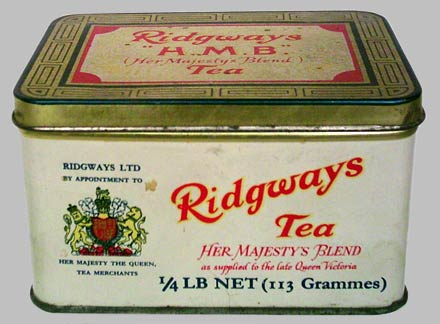 Ridgways
"H.M.B"
(Her Majesty's Blend)
Tea
RIDGWAYS LTD
BY APPOINTMENT TO
HER MAJESTY THE QUEEN,
TEA MERCHANTS
Ridgways
Tea
HER MAJESTY'S BLEND
as supplied to the late Queen Victoria
1/4 LB NET (113 Grammes)